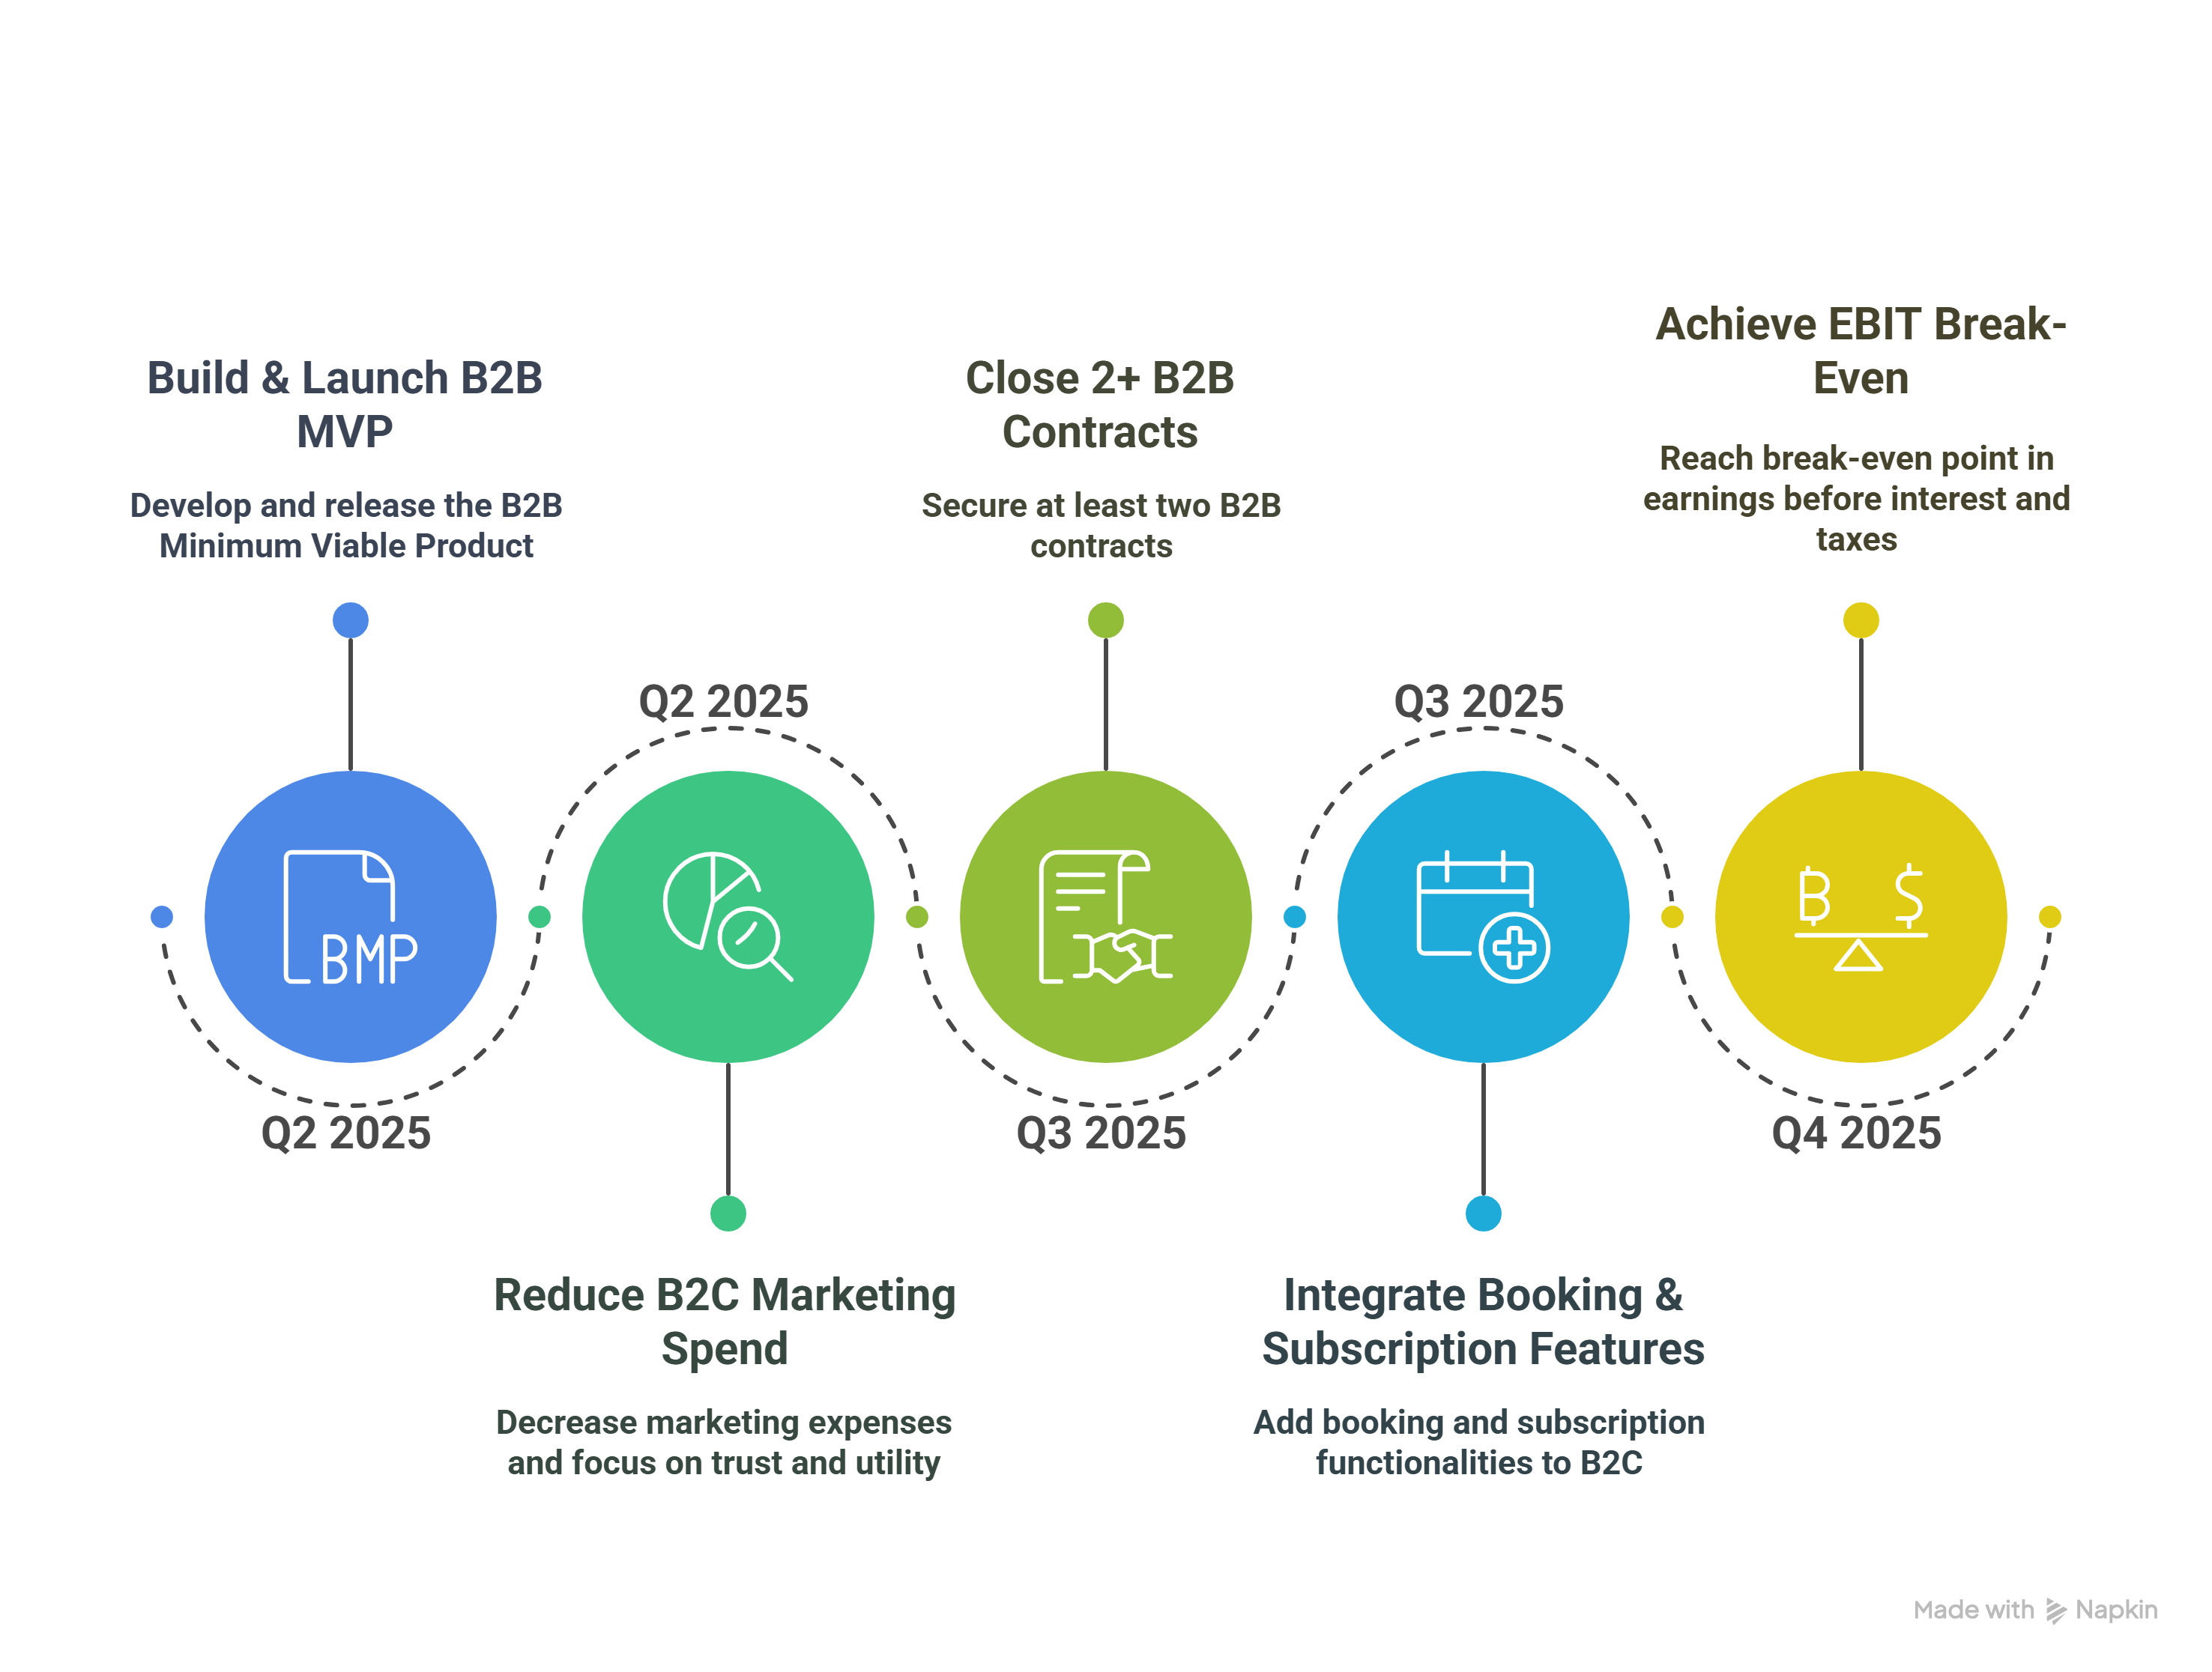 Build & Launch B2B
MVP
Develop and release the B2B
Minimum Viable Product
Close 2+ B2B
Contracts
Secure at least two B2B
contracts
Achieve EBIT Break-
Even
Reach break-even point in
earnings before interest and
taxes
Q2 2025
Q3 2025
BMP
B $
Q2 2025
Q3 2025
Q4 2025
Reduce B2C Marketing
Spend
Decrease marketing expenses
and focus on trust and utility
Integrate Booking &
Subscription Features
Add booking and subscription
functionalities to B2C
Made with Napkin